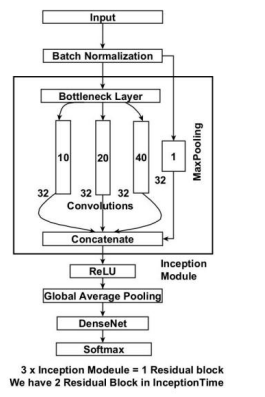 Input
Batch Normalization
Bottleneck Layer
10
20
40
1
MaxPooling
32
32
32
32
Convolutions
Concatenate
ReLU
Inception
Module
Global Average Pooling
DenseNet
Softmax
3 x Inception Modeule = 1 Residual block
We have 2 Residual Block in InceptionTime